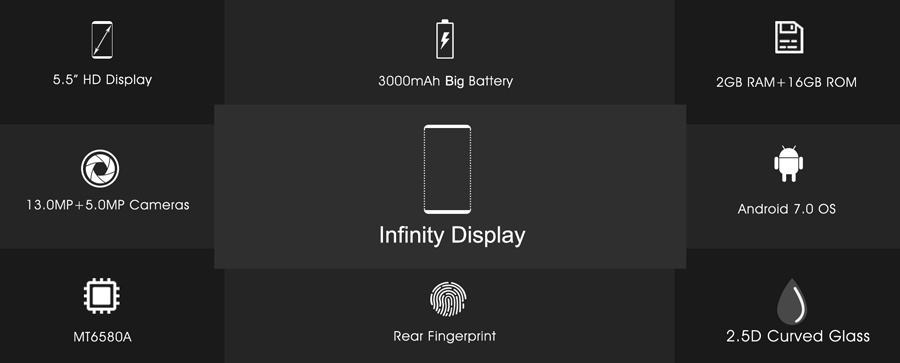 5.5” HD Display
3000mAh Big Battery
2GB RAM+16GB ROM
13.0MP+5.0MP Cameras
Infinity Display
Android 7.0 OS
MT6580A
Rear Fingerprint
2.5D Curved Glass